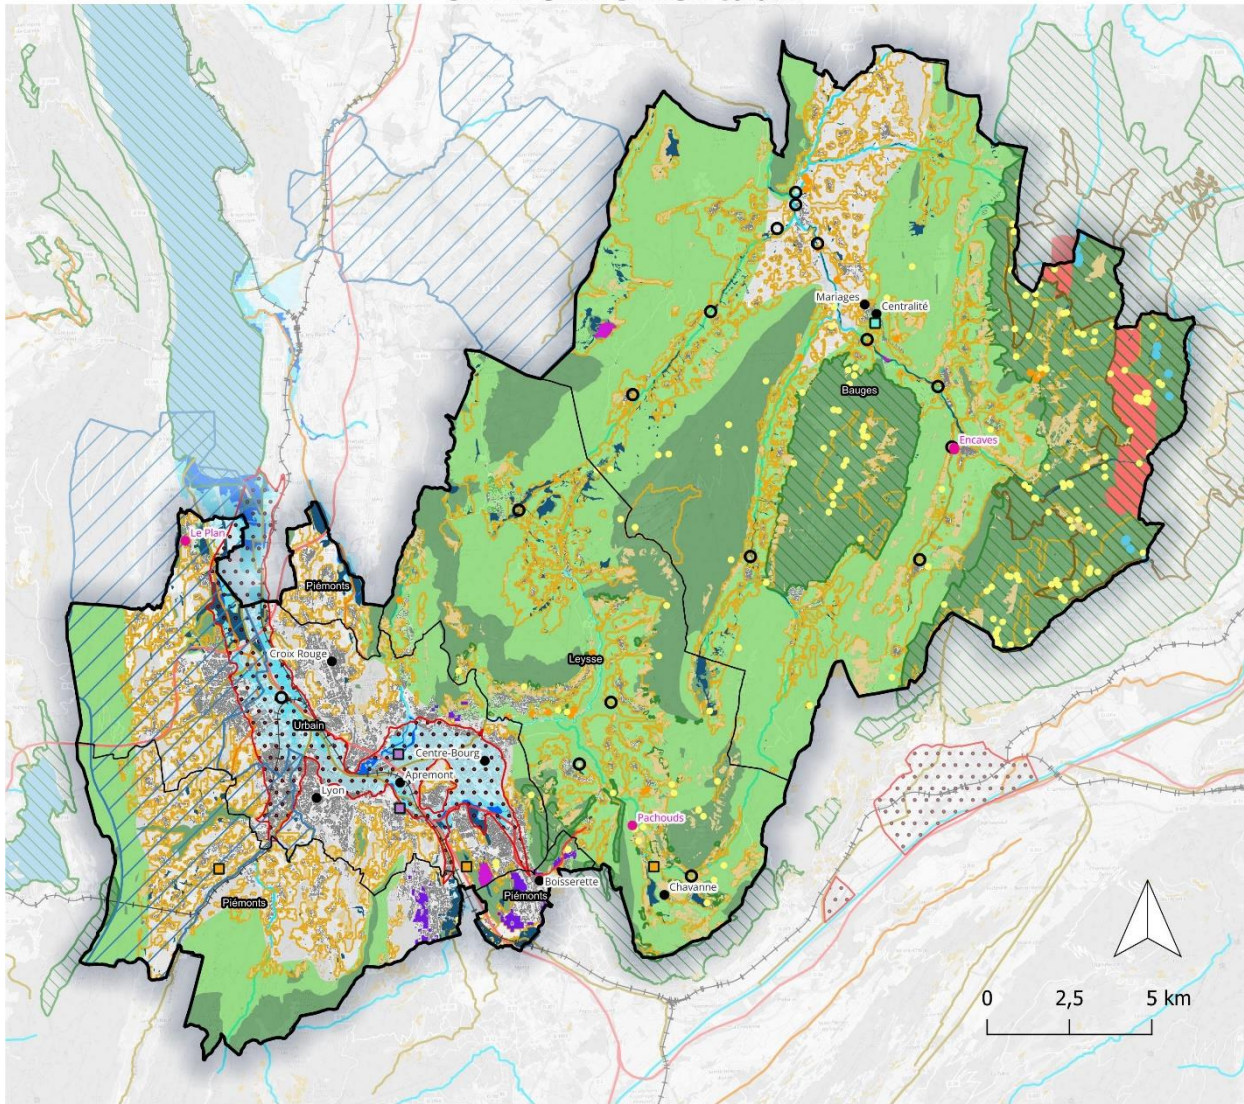 Mariages
Centralité
Bauges
Encaves
Le Plan
Piémonts
Croix Rouge
Leysse
Urbain
Centre-Bourg
Apremont
Lyon
Pachouds
Boisserette
Chavanne
Piémonts
Piémonts
0 2,5 5 km